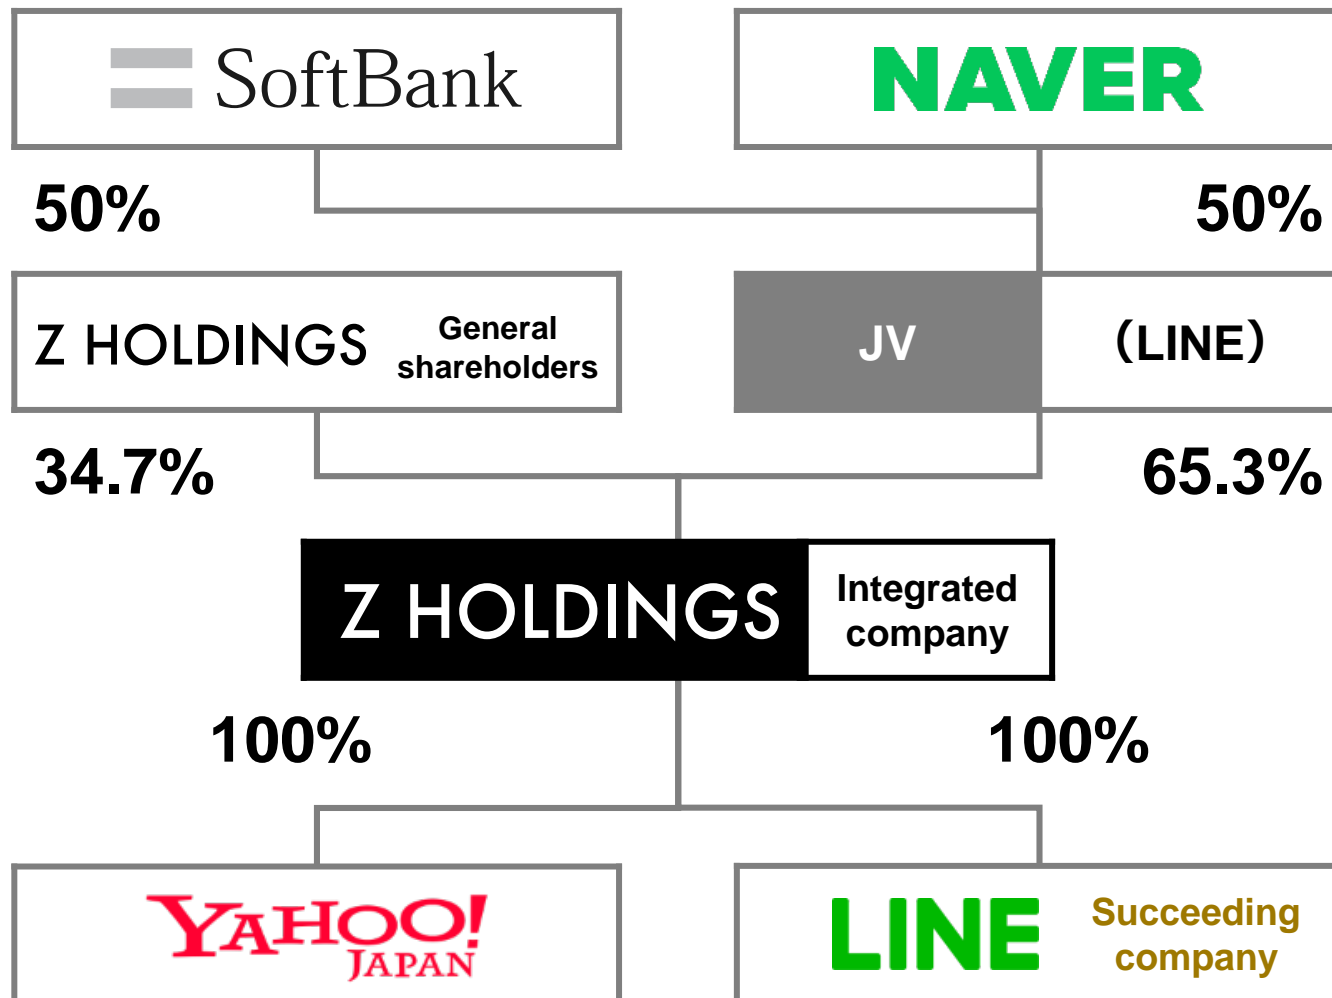 SoftBank
NAVER
50%
50%
Z HOLDINGS
General
shareholders
JV
（LINE）
34.7%
65.3%
Z HOLDINGS
Integrated
company
100%
100%
YAHOO!
JAPAN
LINE
Succeeding
company